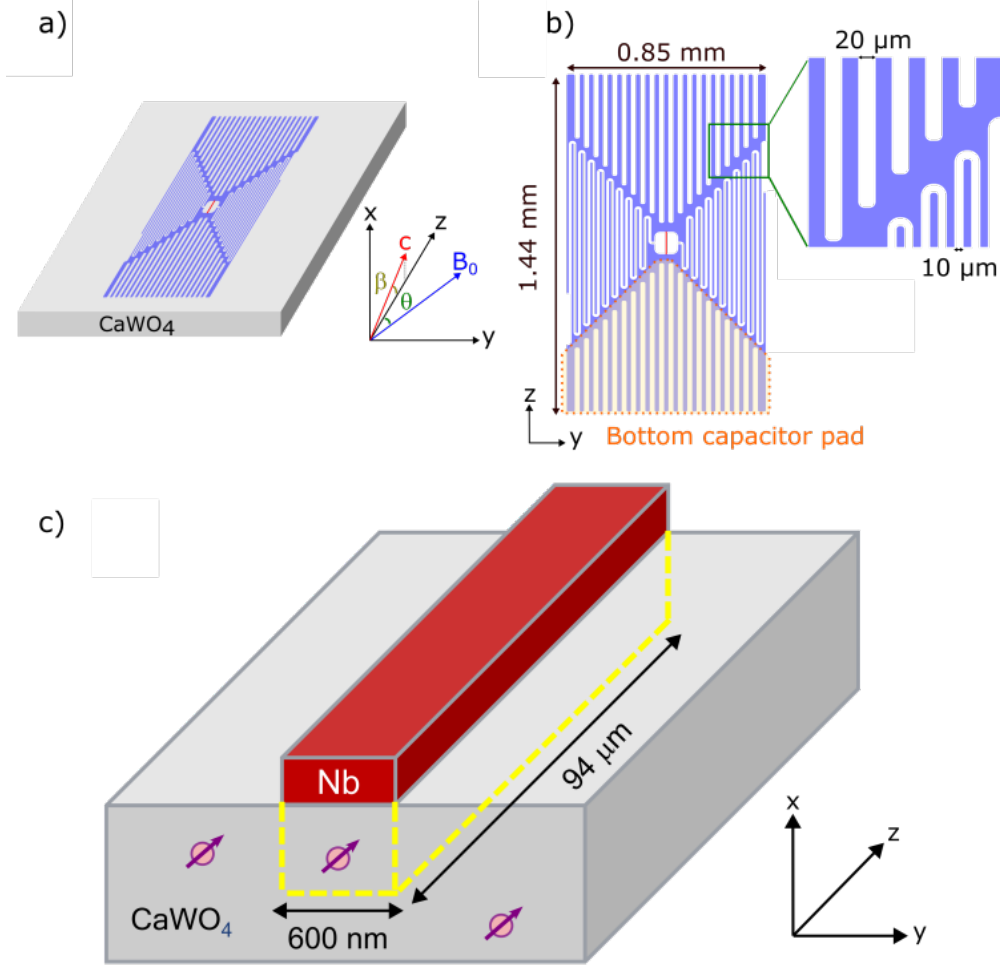 a)
x
z
c
B₀
β
θ
y
CaWO₄
b)
0.85 mm
1.44 mm
20 µm
10 µm
z
y
Bottom capacitor pad
c)
Nb
94 µm
CaWO₄
600 nm
x
z
y